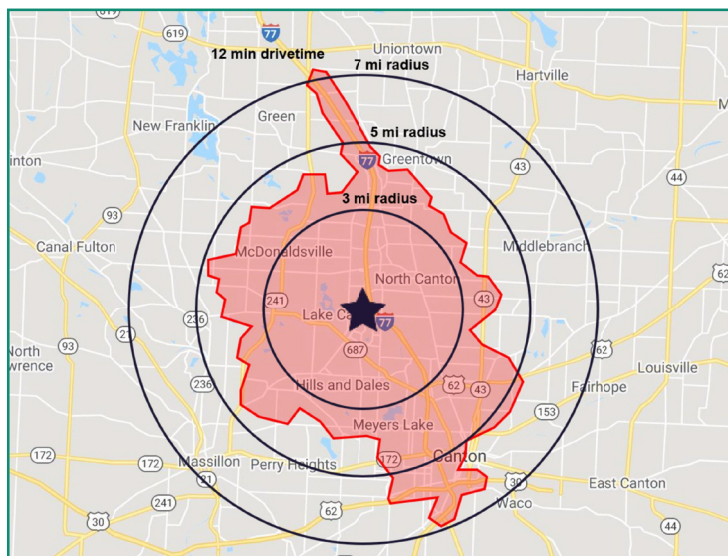 619
619
77
Uniontown
12 min drivetime
7 mi radius
Hartville
New Franklin
Green
5 mi radius
77
Greentown
43
44
inton
93
3 mi radius
Canal Fulton
McDonaldsville
Middlebranch
62
North Canton
241
43
Lake Ca
77
21
236
687
62
North
wrence
93
Hills and Dales
62
43
Louisville
236
Fairhope
153
Meyers Lake
172
172
Massillon
Perry Heights
172
Canton
241
30
East Canton
44
30
62
Waco